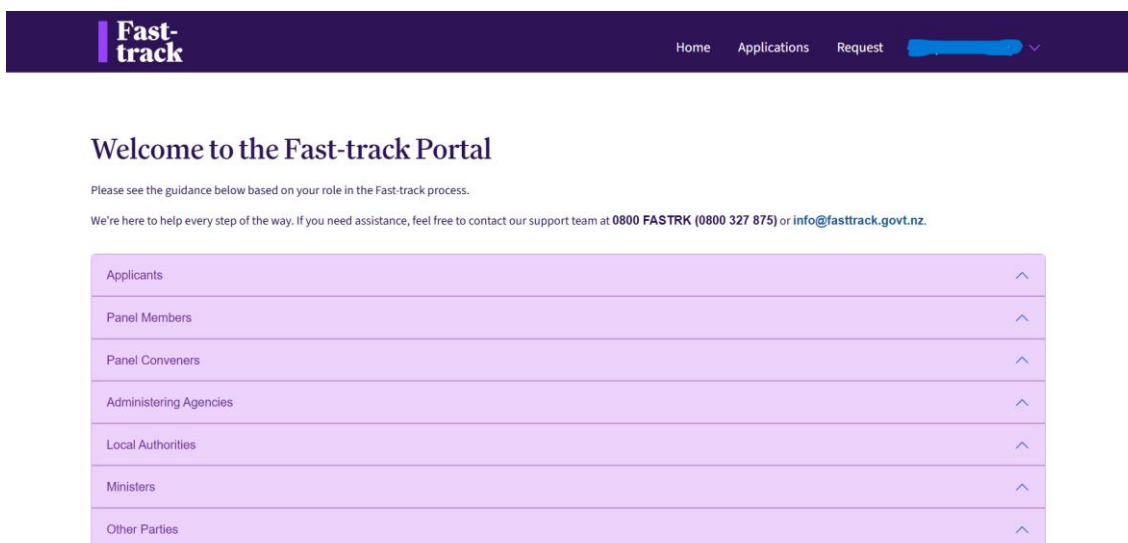 Fast-
track
Home Applications Request
Welcome to the Fast-track Portal
Please see the guidance below based on your role in the Fast-track process.
We're here to help every step of the way. If you need assistance, feel free to contact our support team at 0800 FASTRK (0800 327 875) or info@fasttrack.govt.nz.
Applicants
Panel Members
Panel Conveners
Administering Agencies
Local Authorities
Ministers
Other Parties